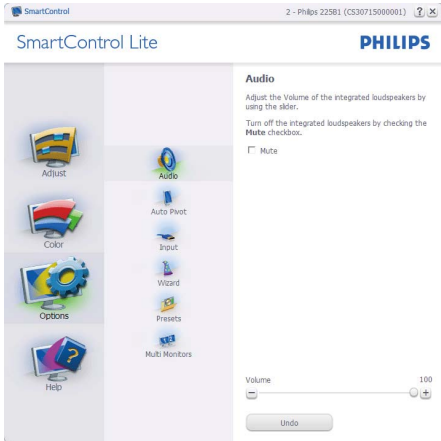 SmartControl
2 - Philips 225B1 (CS30715000001)
SmartControl Lite
PHILIPS
Adjust
Color
Options
Help
Audio
Auto Pivot
Input
Wizard
Presets
Multi Monitors
Audio
Adjust the Volume of the integrated loudspeakers by
using the slider.
Turn off the integrated loudspeakers by checking the
Mute checkbox.
Mute
Volume 100
Undo